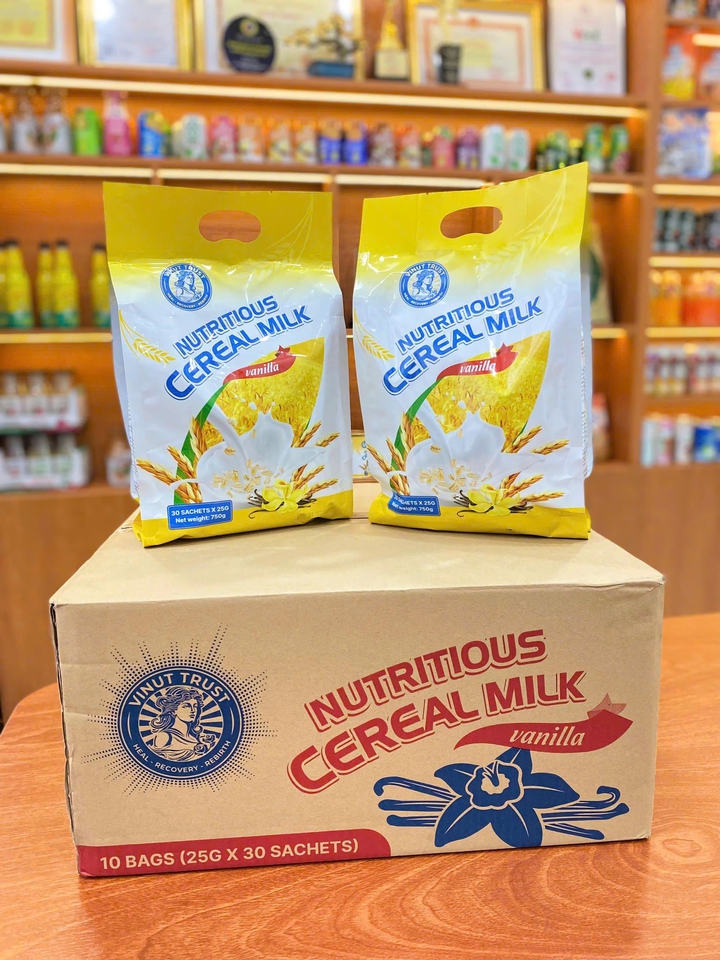 VINUT TRUST
NUTRITIOUS
CEREAL MILK
vanilla
30 SACHETS X 25G
Net weight: 750g
VINUT TRUST
NUTRITIOUS
CEREAL MILK
vanilla
30 SACHETS X 25G
Net weight: 750g
VINUT TRUST
HEAL - RECOVERY - REBIRTH
NUTRITIOUS
CEREAL MILK
vanilla
10 BAGS (25G X 30 SACHETS)